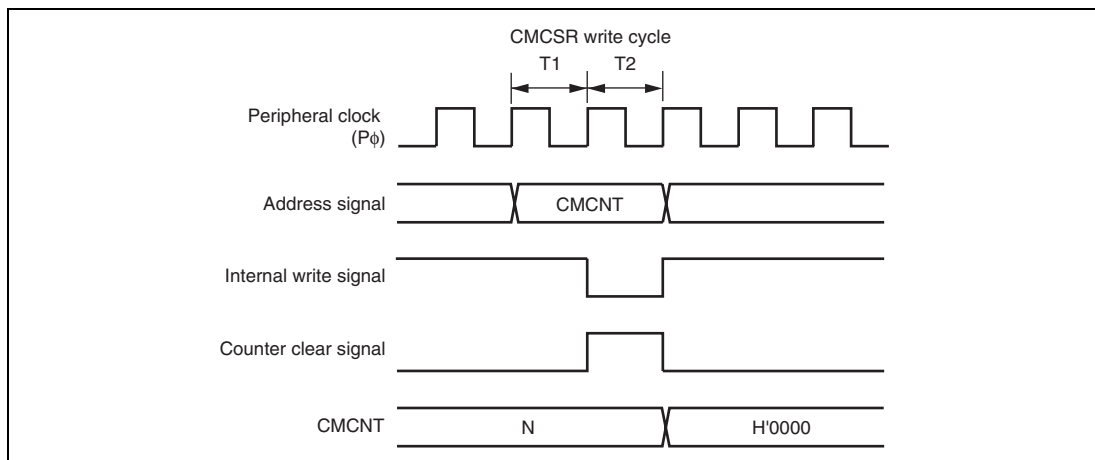 CMCSR write cycle
T1 T2
Peripheral clock
(Pϕ)
Address signal CMCNT
Internal write signal
Counter clear signal
CMCNT N H'0000